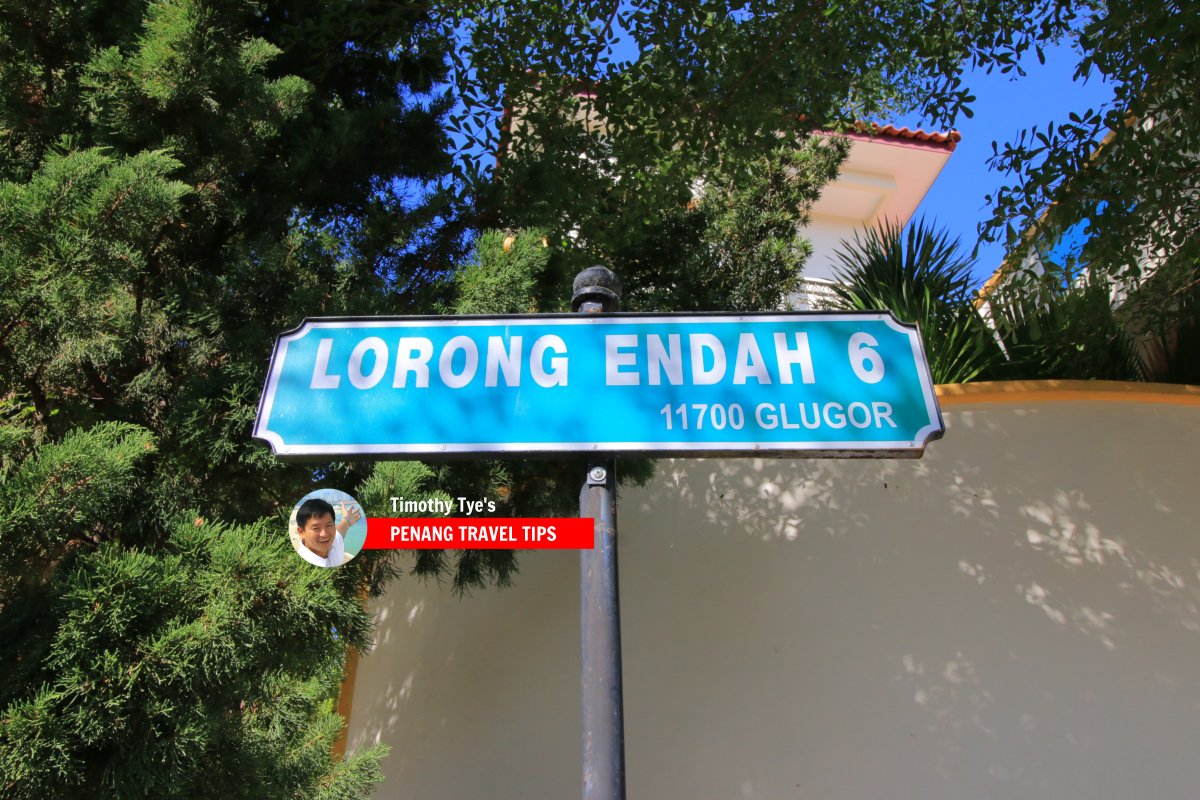 LORONG ENDAH 6
11700 GLUGOR
Timothy Tye's
PENANG TRAVEL TIPS